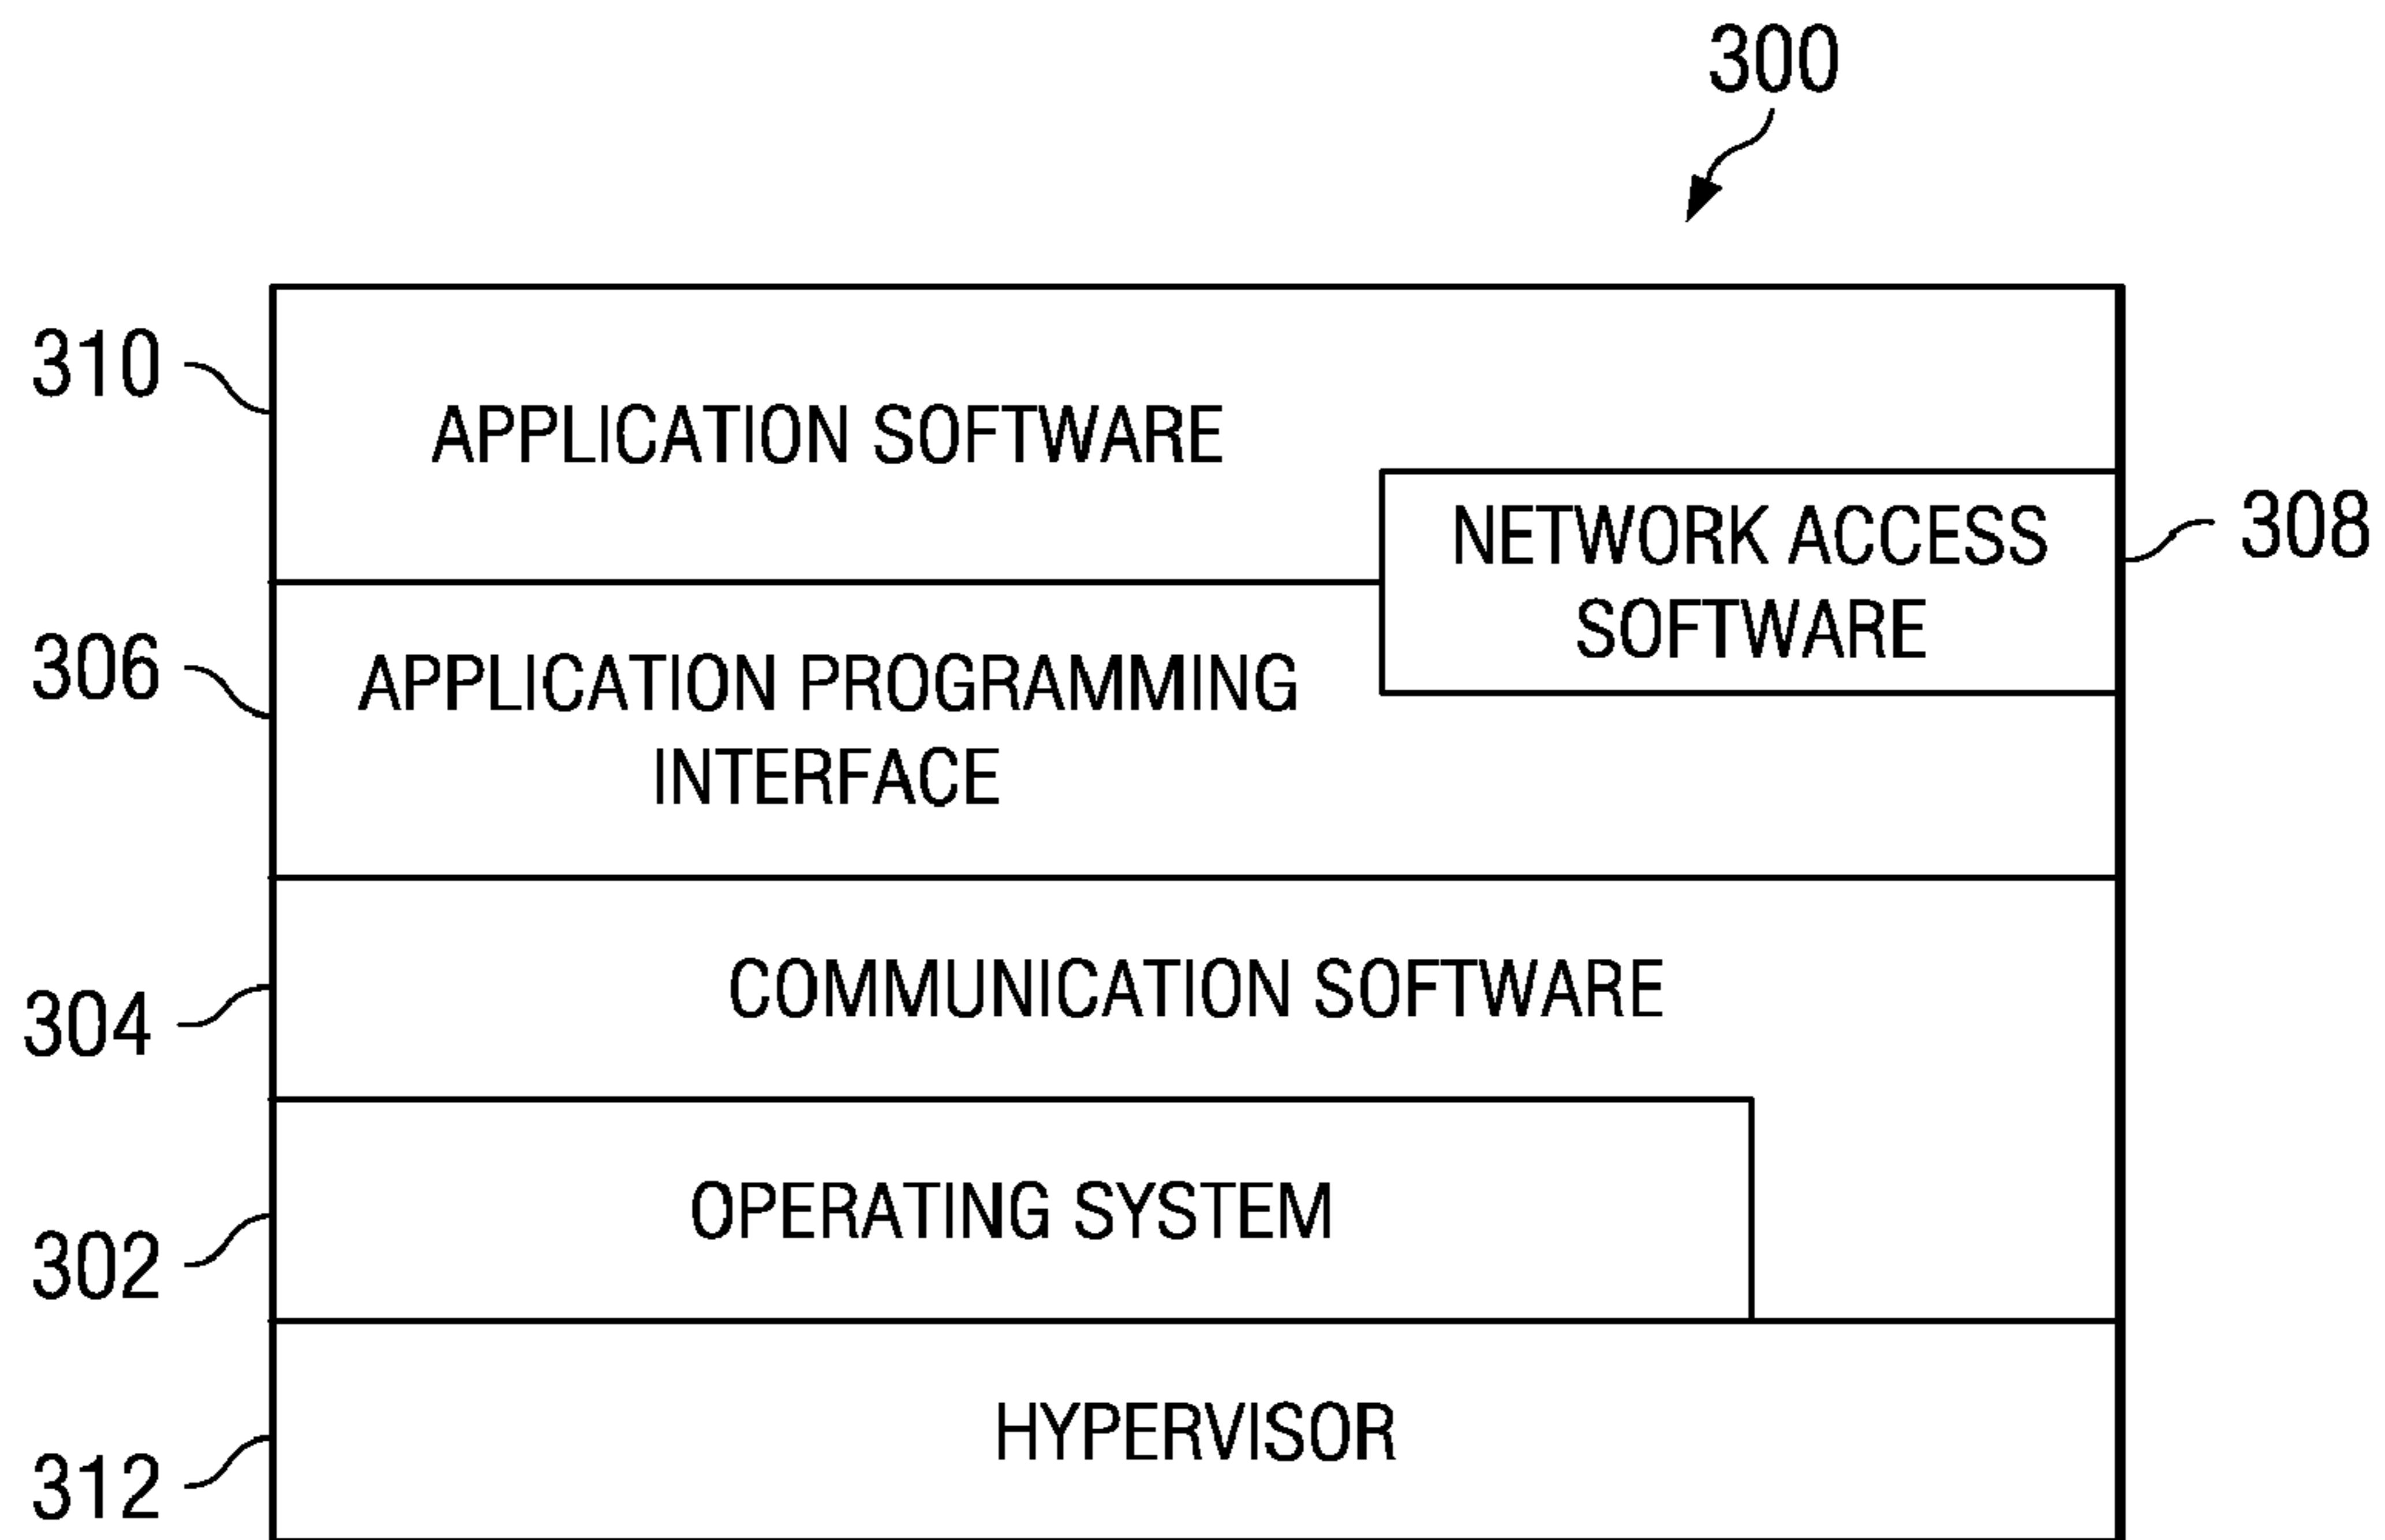 300
310
APPLICATION SOFTWARE
NETWORK ACCESS
SOFTWARE
308
306
APPLICATION PROGRAMMING
INTERFACE
304
COMMUNICATION SOFTWARE
302
OPERATING SYSTEM
312
HYPERVISOR